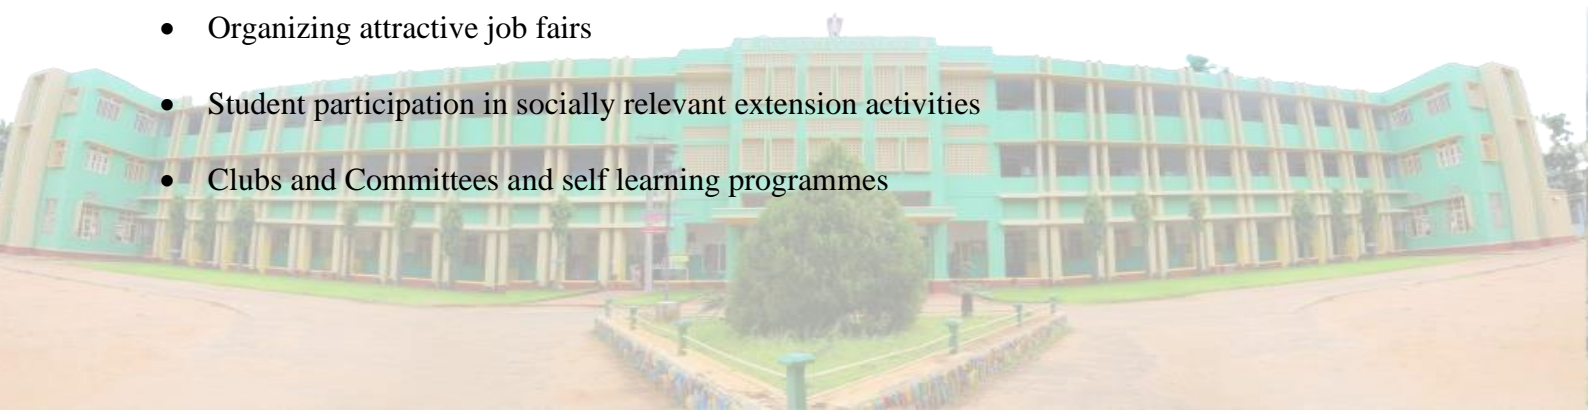 • Organizing attractive job fairs
• Student participation in socially relevant extension activities
• Clubs and Committees and self learning programmes